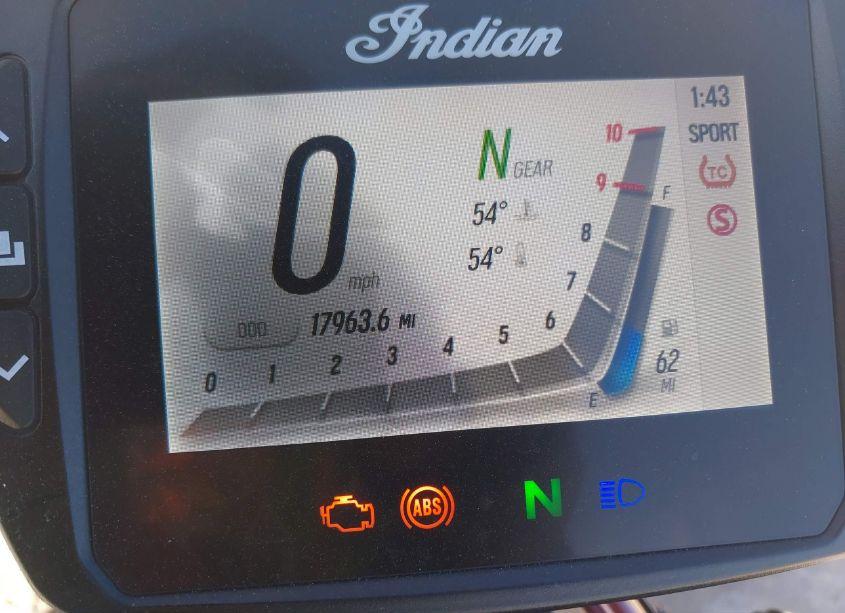 Indian
1:43
SPORT
TC
S
0 mph
N GEAR
54°
54°
10
9
8
7
6
5
4
3
2
1
0
F
E
62
MI
ODO 17963.6 MI
ABS
N